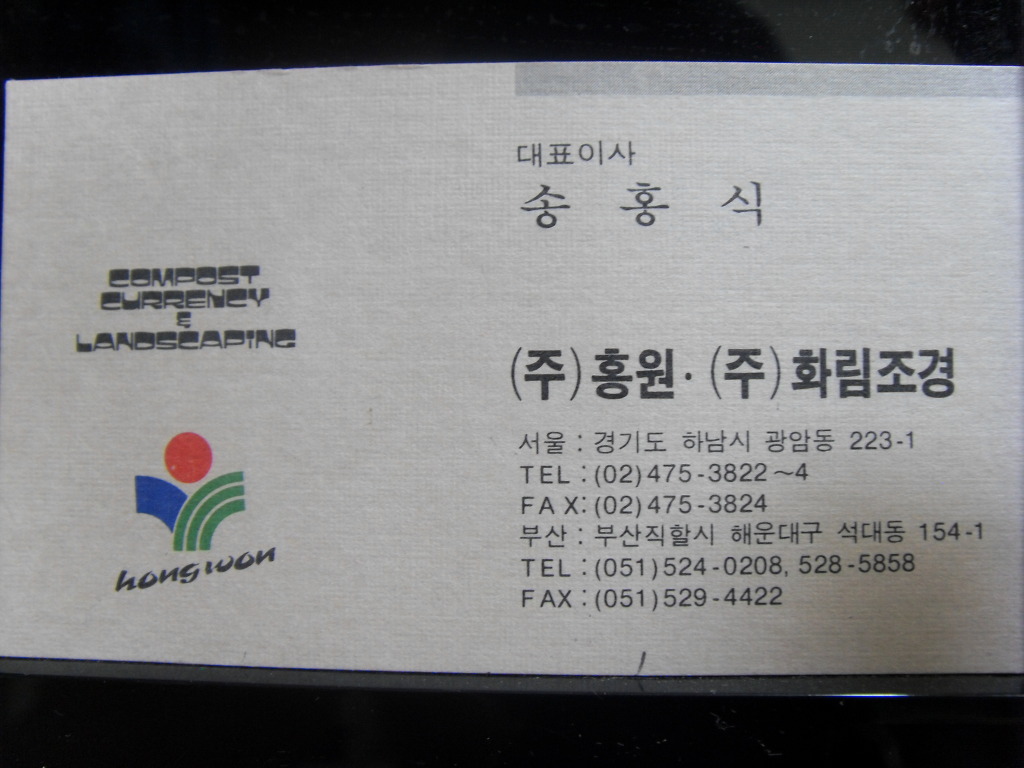 대표이사
송 홍 식
COMPOST
CURRENCY
&
LANDSCAPING
hongwon
(주)홍원·(주)화림조경
서울 : 경기도 하남시 광암동 223-1
TEL : (02)475-3822~4
FAX: (02)475-3824
부산 : 부산직할시 해운대구 석대동 154-1
TEL : (051)524-0208, 528-5858
FAX : (051)529-4422